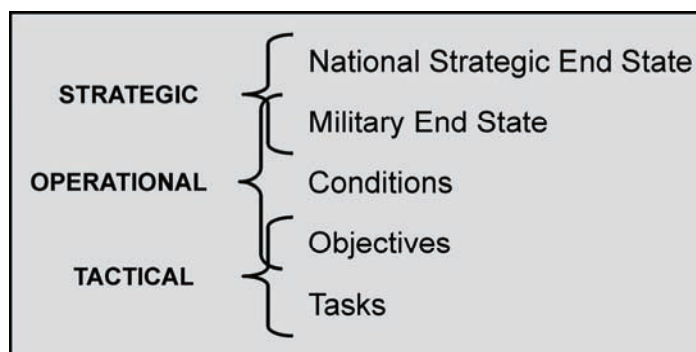 National Strategic End State
STRATEGIC
Military End State
OPERATIONAL
Conditions
Objectives
TACTICAL
Tasks